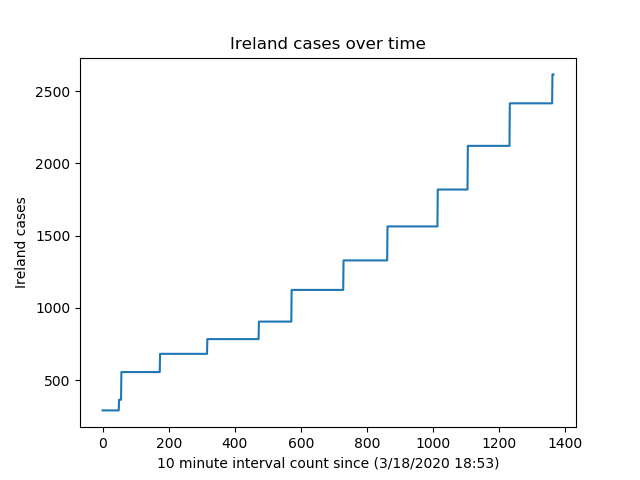 Ireland cases over time
2500
2000
1500
1000
500
Ireland cases
0 200 400 600 800 1000 1200 1400
10 minute interval count since (3/18/2020 18:53)